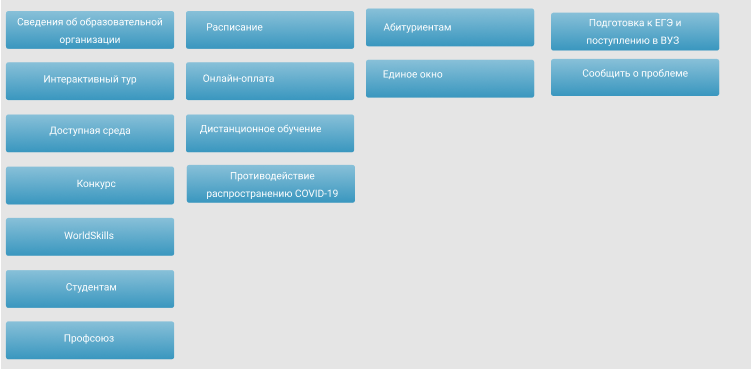 Сведения об образовательной
организации
Интерактивный тур
Доступная среда
Конкурс
WorldSkills
Студентам
Профсоюз
Расписание
Онлайн-оплата
Дистанционное обучение
Противодействие
распространению COVID-19
Абитуриентам
Единое окно
Подготовка к ЕГЭ и
поступлению в ВУЗ
Сообщить о проблеме